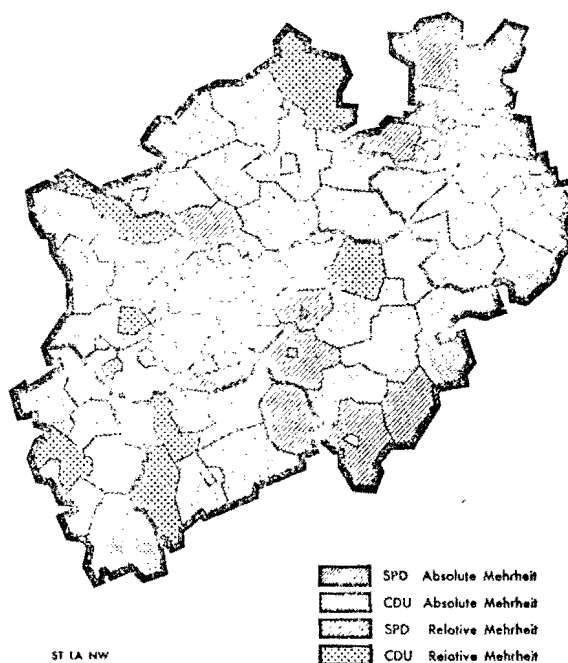 SPD Absolute Mehrheit
CDU Absolute Mehrheit
SPD Relative Mehrheit
ST LA NW CDU Relative Mehrheit